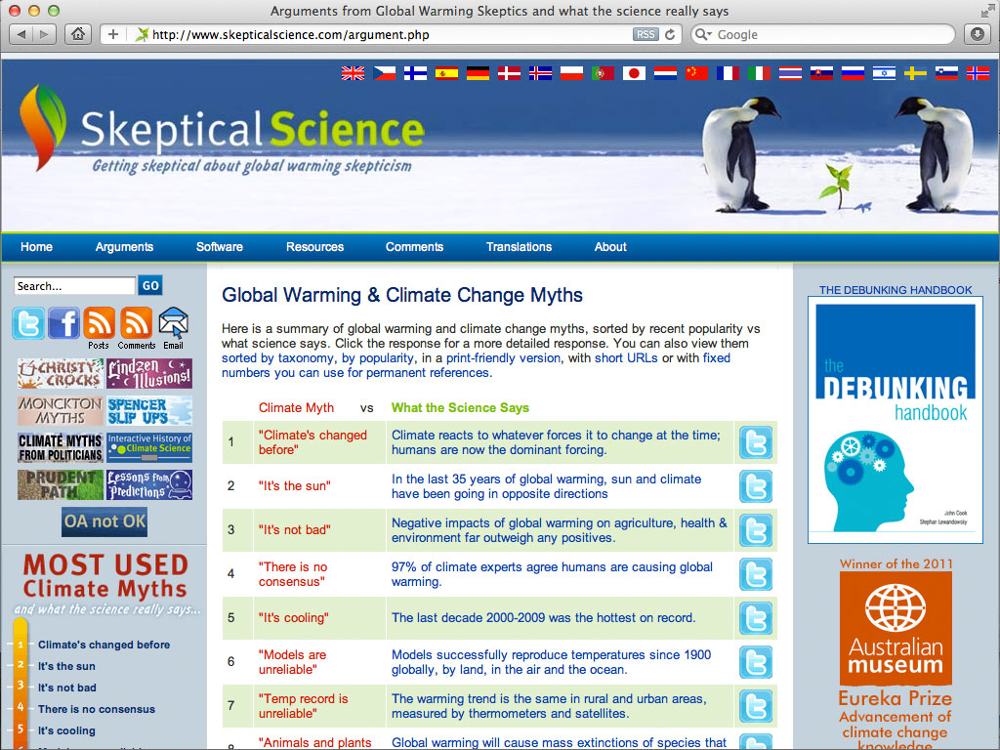 Arguments from Global Warming Skeptics and what the science really says
http://www.skepticalscience.com/argument.php
RSS
Google
Skeptical Science
Getting skeptical about global warming skepticism
Home
Arguments
Software
Resources
Comments
Translations
About
Search...
GO
Posts
Comments
Email
CHRISTY CROCKS
Lindzen Illusions!
MONCKTON MYTHS
SPENCER SLIP UPS
CLIMATE MYTHS FROM POLITICIANS
Interactive History of Climate Science
PRUDENT PATH
Lessons from Predictions
OA not OK
MOST USED
Climate Myths
and what the science really says...
1 Climate's changed before
2 It's the sun
3 It's not bad
4 There is no consensus
5 It's cooling
Global Warming & Climate Change Myths
Here is a summary of global warming and climate change myths, sorted by recent popularity vs
what science says. Click the response for a more detailed response. You can also view them
sorted by taxonomy, by popularity, in a print-friendly version, with short URLs or with fixed
numbers you can use for permanent references.
Climate Myth vs What the Science Says
1 "Climate's changed before" Climate reacts to whatever forces it to change at the time; humans are now the dominant forcing.
2 "It's the sun" In the last 35 years of global warming, sun and climate have been going in opposite directions
3 "It's not bad" Negative impacts of global warming on agriculture, health & environment far outweigh any positives.
4 "There is no consensus" 97% of climate experts agree humans are causing global warming.
5 "It's cooling" The last decade 2000-2009 was the hottest on record.
6 "Models are unreliable" Models successfully reproduce temperatures since 1900 globally, by land, in the air and the ocean.
7 "Temp record is unreliable" The warming trend is the same in rural and urban areas, measured by thermometers and satellites.
8 "Animals and plants Global warming will cause mass extinctions of species that
THE DEBUNKING HANDBOOK
the
DEBUNKING
handbook
John Cook
Stephan Lewandowsky
Winner of the 2011
Australian
museum
Eureka Prize
Advancement of
climate change
knowledge